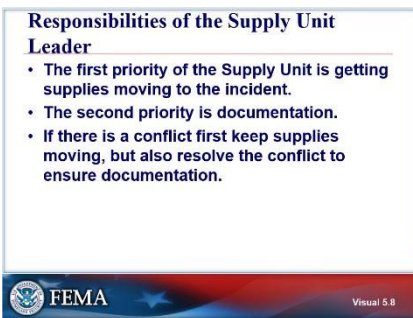 Responsibilities of the Supply Unit
Leader
• The first priority of the Supply Unit is getting
supplies moving to the incident.
• The second priority is documentation.
• If there is a conflict first keep supplies
moving, but also resolve the conflict to
ensure documentation.
FEMA
Visual 5.8